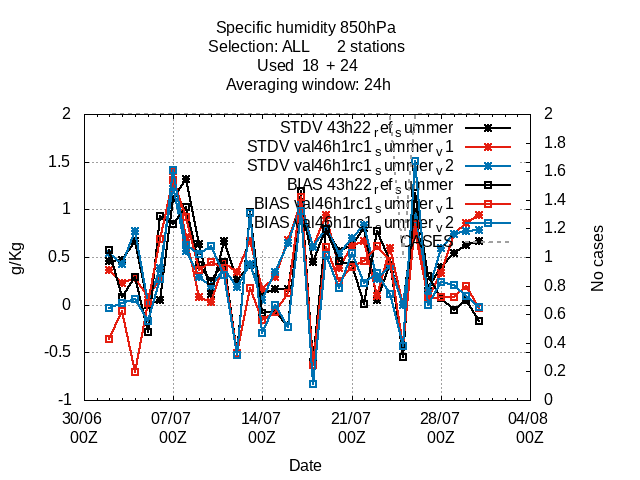 Specific humidity 850hPa
Selection: ALL 2 stations
Used 18 + 24
Averaging window: 24h
STDV 43h22_ref_summer
STDV val46h1rc1_summer_v1
STDV val46h1rc1_summer_v2
BIAS 43h22_ref_summer
BIAS val46h1rc1_summer_v1
BIAS val46h1rc1_summer_v2
CASES
g/Kg
2
1.5
1
0.5
0
-0.5
-1
No cases
2
1.8
1.6
1.4
1.2
1
0.8
0.6
0.4
0.2
0
30/06 07/07 14/07 21/07 28/07 04/08
00Z 00Z 00Z 00Z 00Z 00Z
Date